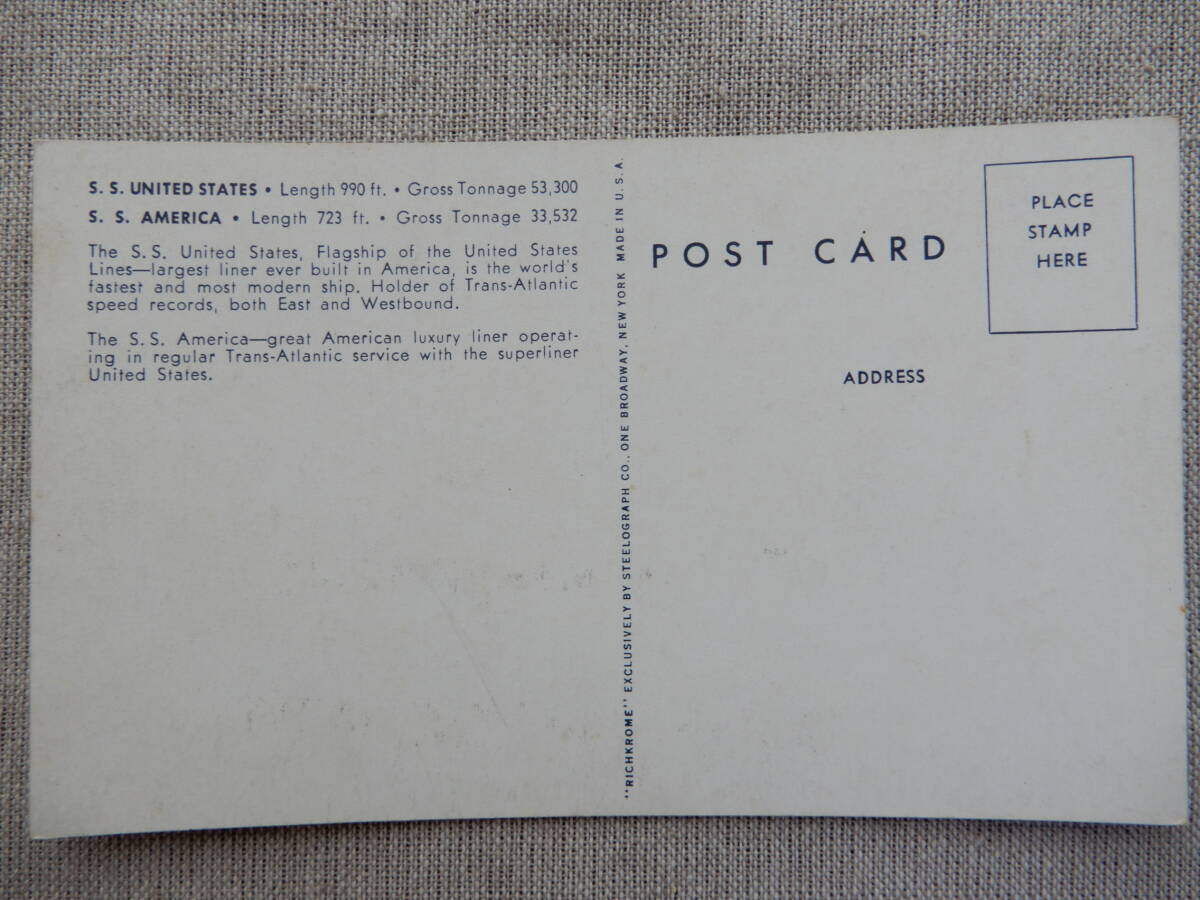 S. S. UNITED STATES • Length 990 ft. • Gross Tonnage 53,300
S. S. AMERICA • Length 723 ft. • Gross Tonnage 33,532
The S. S. United States, Flagship of the United States
Lines—largest liner ever built in America, is the world's
fastest and most modern ship. Holder of Trans-Atlantic
speed records, both East and Westbound.
The S. S. America—great American luxury liner operat-
ing in regular Trans-Atlantic service with the superliner
United States.
"RICHKROME" EXCLUSIVELY BY STEELOGRAPH CO., ONE BROADWAY, NEW YORK MADE IN U. S. A.
POST CARD
PLACE
STAMP
HERE
ADDRESS